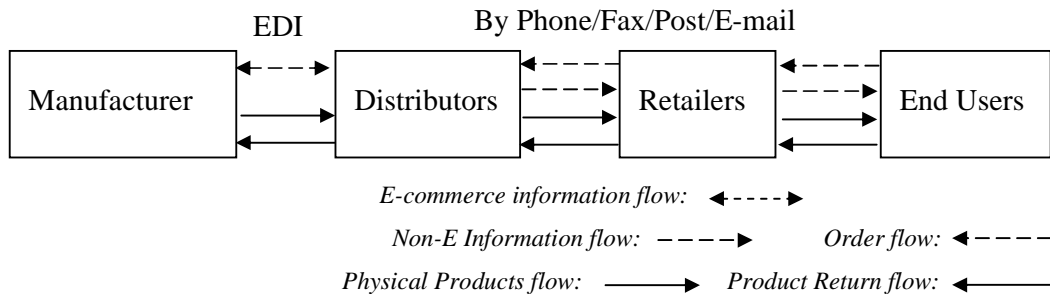 EDI
By Phone/Fax/Post/E-mail
Manufacturer
Distributors
Retailers
End Users
E-commerce information flow:
Non-E Information flow:
Order flow:
Physical Products flow:
Product Return flow: